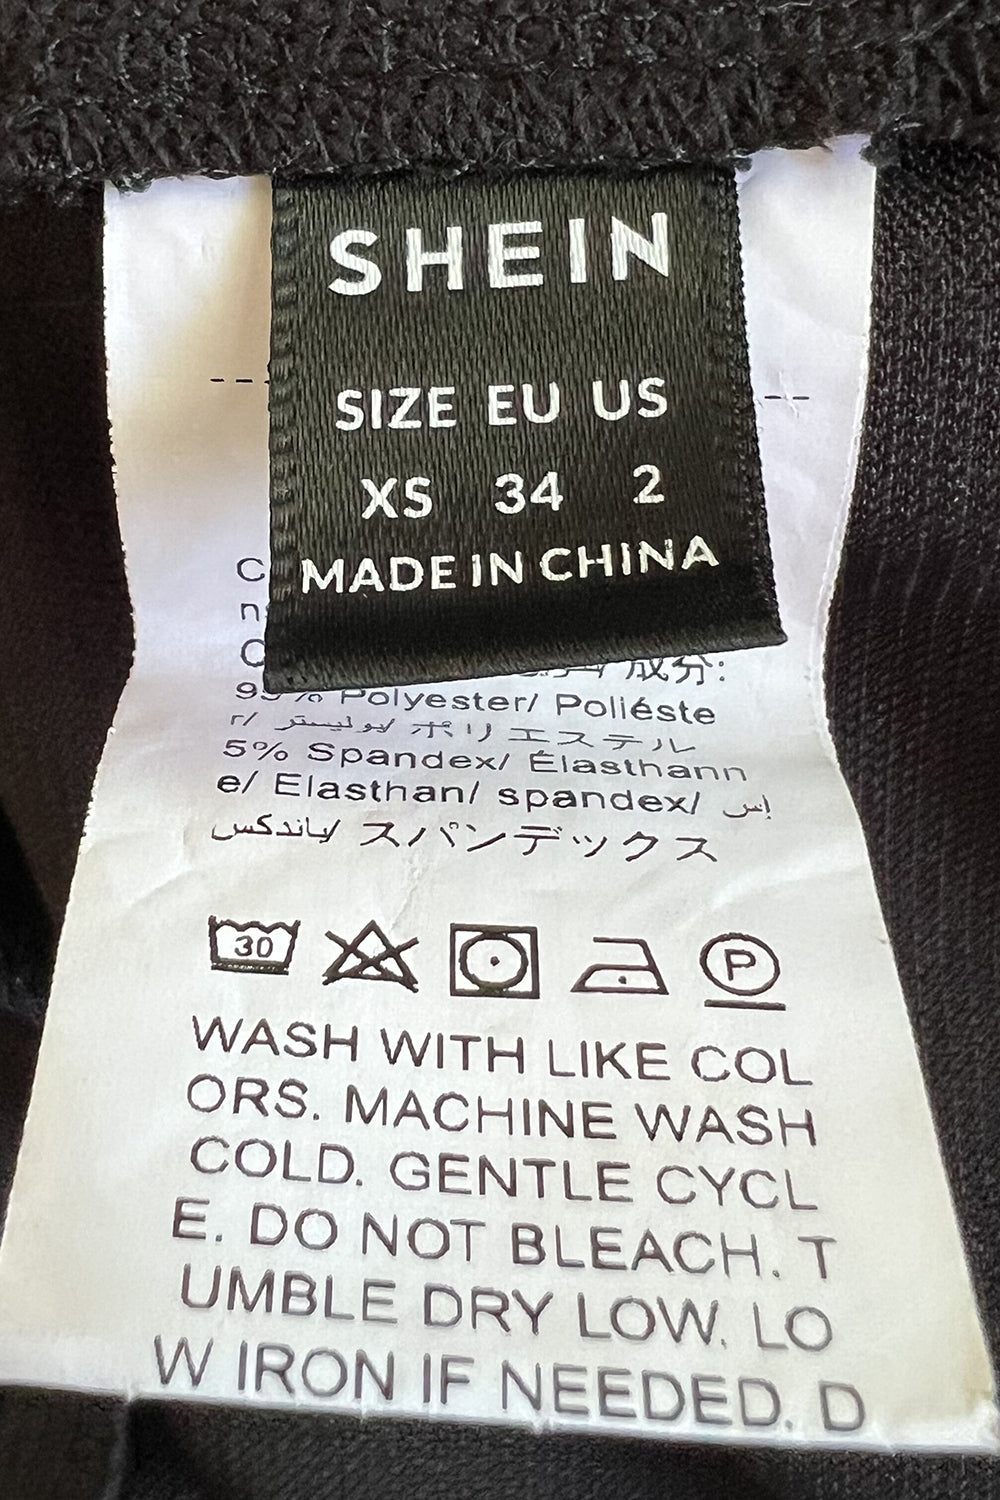 SHEIN
SIZE EU US
XS 34 2
MADE IN CHINA
成分:
% Polyester/ Poliéste
r/ بوليستر/ ポリエステル
5% Spandex/ Élasthann
e/ Elasthan/ spandex/ إس
باندكس/ スパンデックス
30
P
WASH WITH LIKE COL
ORS. MACHINE WASH
COLD. GENTLE CYCL
E. DO NOT BLEACH. T
UMBLE DRY LOW. LO
W IRON IF NEEDED. D